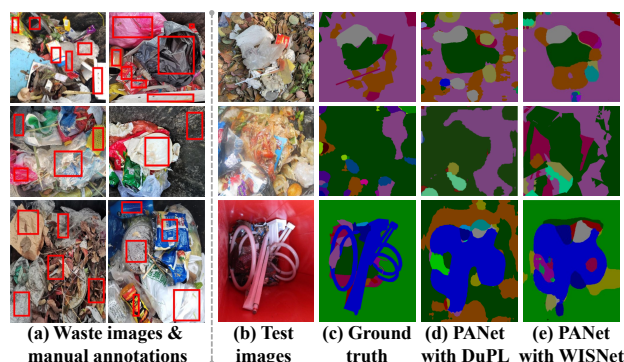 (a) Waste images &
manual annotations
(b) Test
images
(c) Ground
truth
(d) PANet
with DuPL
(e) PANet
with WISNet